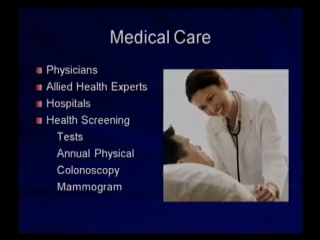 Medical Care
Physicians
Allied Health Experts
Hospitals
Health Screening
Tests
Annual Physical
Colonoscopy
Mammogram